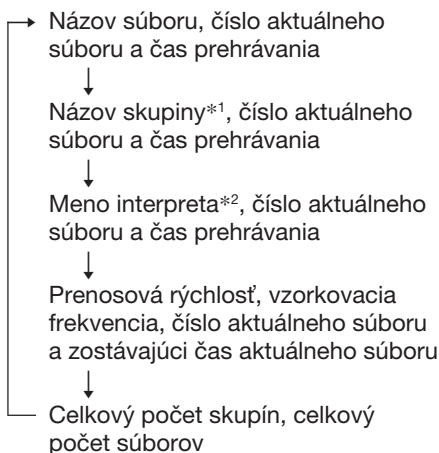 Názov súboru, číslo aktuálneho
súboru a čas prehrávania
Názov skupiny*1, číslo aktuálneho
súboru a čas prehrávania
Meno interpreta*2, číslo aktuálneho
súboru a čas prehrávania
Prenosová rýchlosť, vzorkovacia
frekvencia, číslo aktuálneho súboru
a zostávajúci čas aktuálneho súboru
Celkový počet skupín, celkový
počet súborov